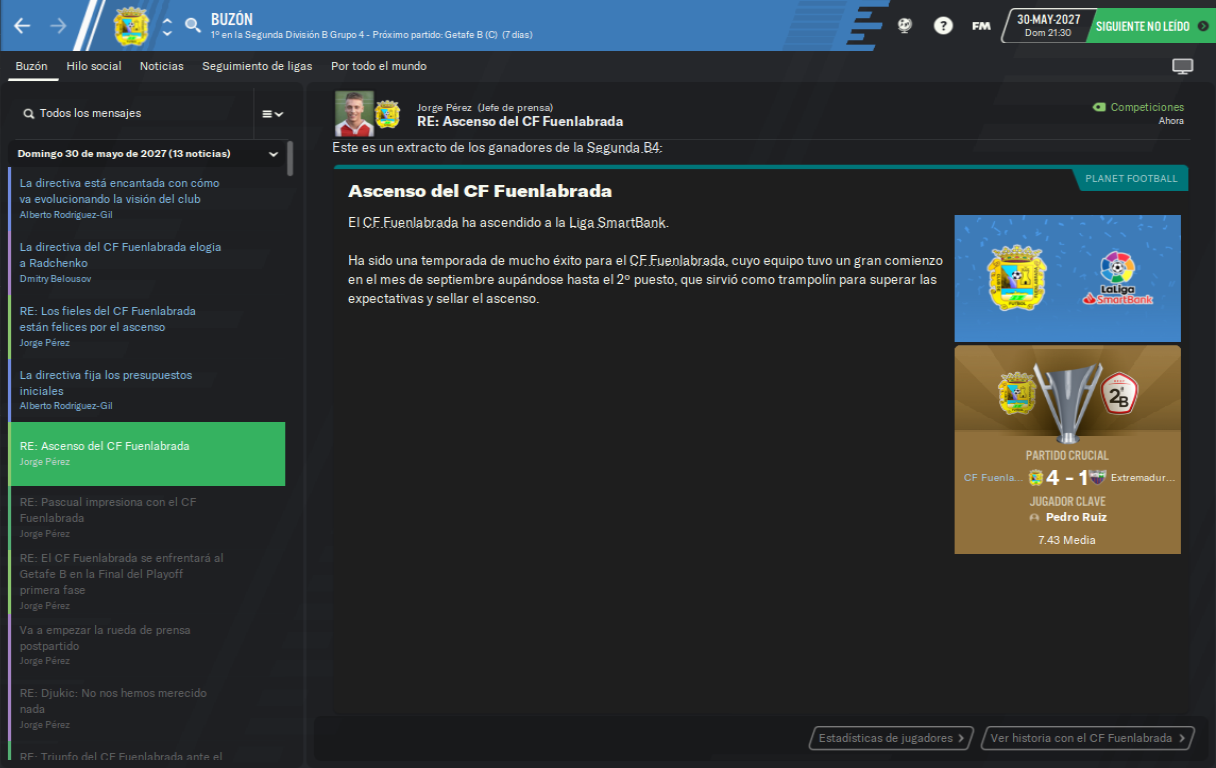 BUZÓN
1º en la Segunda División B Grupo 4 - Próximo partido: Getafe B (C) (7 días)
?
FM
30-MAY-2027
Dom 21:30
SIGUIENTE NO LEÍDO
Buzón
Hilo social
Noticias
Seguimiento de ligas
Por todo el mundo
Todos los mensajes
Domingo 30 de mayo de 2027 (13 noticias)
La directiva está encantada con cómo
va evolucionando la visión del club
Alberto Rodriguez-Gil
La directiva del CF Fuenlabrada elogia
a Radchenko
Dmitry Belousov
RE: Los fieles del CF Fuenlabrada
están felices por el ascenso
Jorge Pérez
La directiva fija los presupuestos
iniciales
Alberto Rodriguez-Gil
RE: Ascenso del CF Fuenlabrada
Jorge Pérez
RE: Pascual impresiona con el CF
Fuenlabrada
Jorge Pérez
RE: El CF Fuenlabrada se enfrentará al
Getafe B en la Final del Playoff
primera fase
Jorge Pérez
Va a empezar la rueda de prensa
postpartido
Jorge Pérez
RE: Djukic: No nos hemos merecido
nada
Jorge Pérez
RE: Triunfo del CF Fuenlabrada ante el
Jorge Pérez (Jefe de prensa)
RE: Ascenso del CF Fuenlabrada
Competiciones
Ahora
Este es un extracto de los ganadores de la Segunda B4:
PLANET FOOTBALL
Ascenso del CF Fuenlabrada
El CF Fuenlabrada ha ascendido a la Liga SmartBank.
Ha sido una temporada de mucho éxito para el CF Fuenlabrada, cuyo equipo tuvo un gran comienzo
en el mes de septiembre aupándose hasta el 2º puesto, que sirvió como trampolín para superar las
expectativas y sellar el ascenso.
LaLiga
SmartBank
2ªB
PARTIDO CRUCIAL
CF Fuenla... 4 - 1 Extremadur...
JUGADOR CLAVE
Pedro Ruiz
7.43 Media
Estadísticas de jugadores
Ver historia con el CF Fuenlabrada